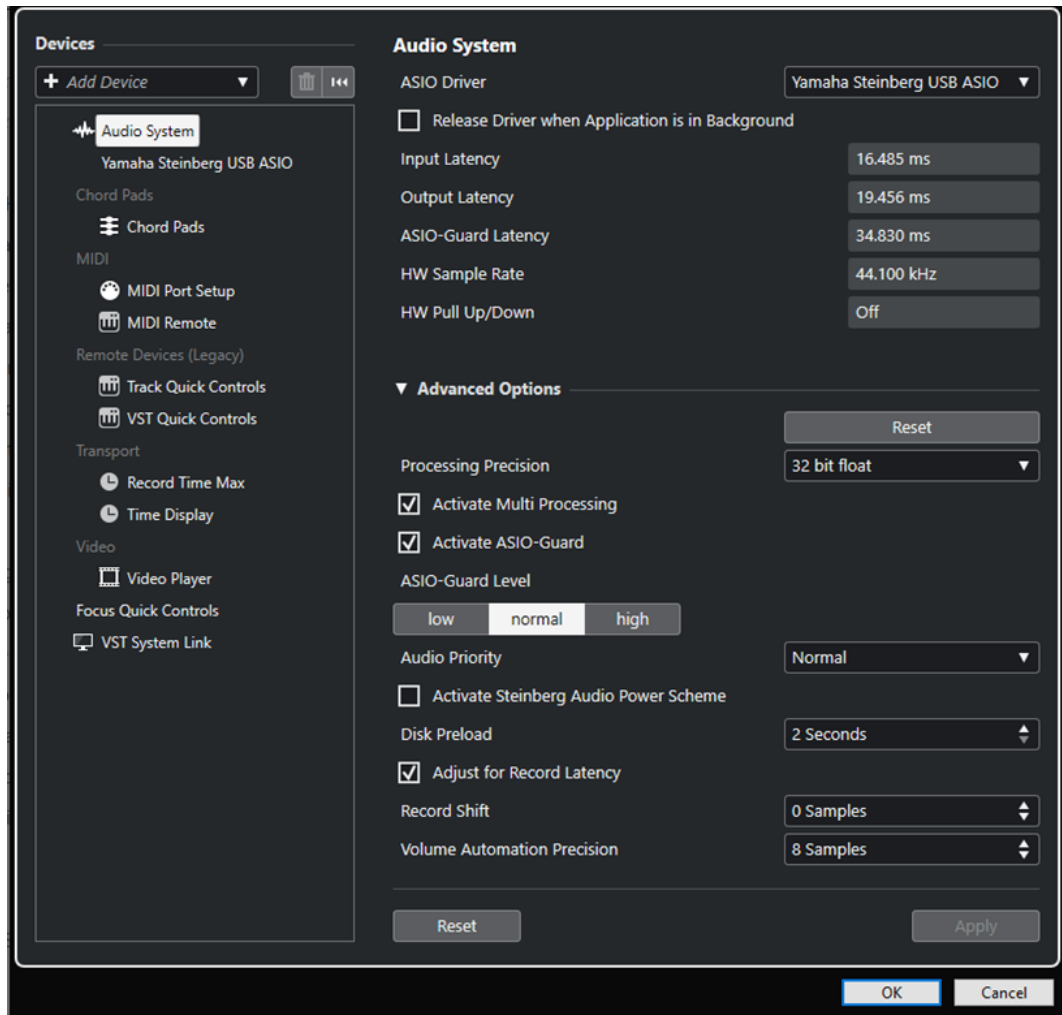 Devices
+ Add Device
Audio System
Yamaha Steinberg USB ASIO
Chord Pads
Chord Pads
MIDI
MIDI Port Setup
MIDI Remote
Remote Devices (Legacy)
Track Quick Controls
VST Quick Controls
Transport
Record Time Max
Time Display
Video
Video Player
Focus Quick Controls
VST System Link
Audio System
ASIO Driver Yamaha Steinberg USB ASIO
Release Driver when Application is in Background
Input Latency 16.485 ms
Output Latency 19.456 ms
ASIO-Guard Latency 34.830 ms
HW Sample Rate 44.100 kHz
HW Pull Up/Down Off
Advanced Options
Reset
Processing Precision 32 bit float
Activate Multi Processing
Activate ASIO-Guard
ASIO-Guard Level
low normal high
Audio Priority Normal
Activate Steinberg Audio Power Scheme
Disk Preload 2 Seconds
Adjust for Record Latency
Record Shift 0 Samples
Volume Automation Precision 8 Samples
Reset Apply
OK Cancel